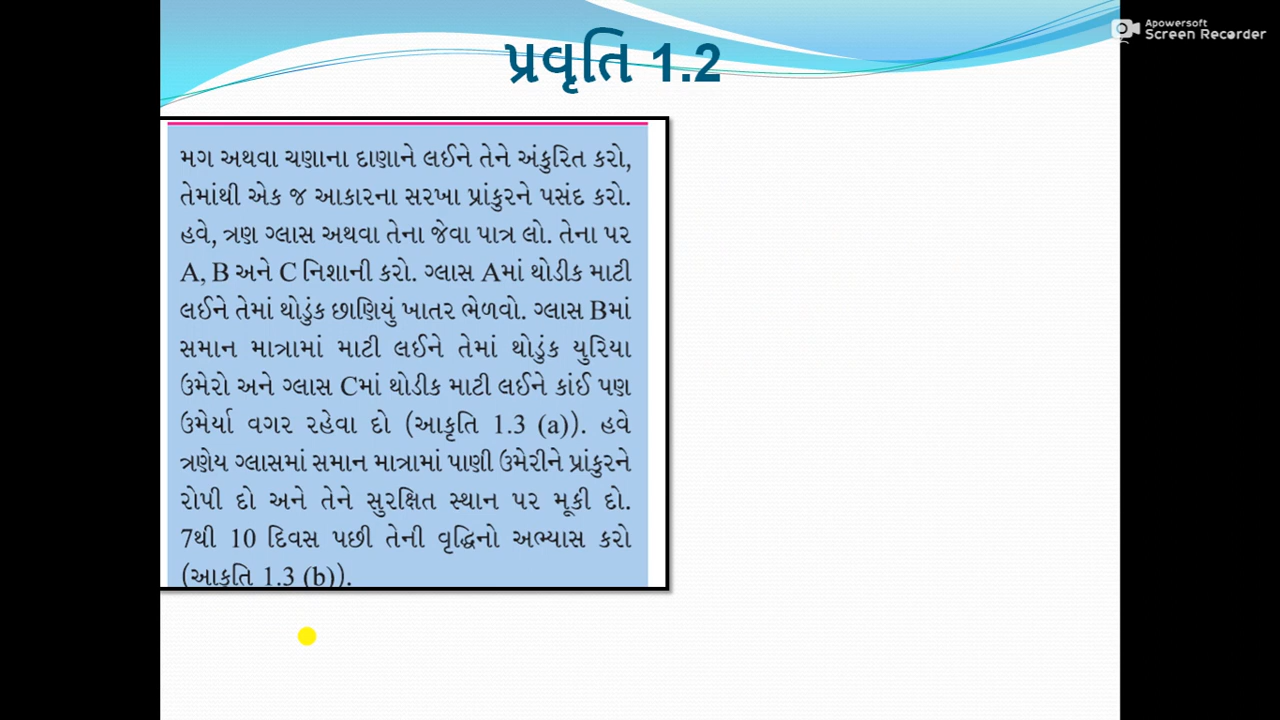 Apowersoft
Screen Recorder
પ્રવૃતિ 1.2
મગ અથવા ચણાના દાણાને લઈને તેને અંકુરિત કરો,
તેમાંથી એક જ આકારના સરખા પ્રાંકુરને પસંદ કરો.
હવે, ત્રણ ગ્લાસ અથવા તેના જેવા પાત્ર લો. તેના પર
A, B અને C નિશાની કરો. ગ્લાસ Aમાં થોડીક માટી
લઈને તેમાં થોડુંક છાણિયું ખાતર ભેળવો. ગ્લાસ Bમાં
સમાન માત્રામાં માટી લઈને તેમાં થોડુંક યુરિયા
ઉમેરો અને ગ્લાસ Cમાં થોડીક માટી લઈને કાંઈ પણ
ઉમેર્યા વગર રહેવા દો (આકૃતિ 1.3 (a)). હવે
ત્રણેય ગ્લાસમાં સમાન માત્રામાં પાણી ઉમેરીને પ્રાંકુરને
રોપી દો અને તેને સુરક્ષિત સ્થાન પર મૂકી દો.
7થી 10 દિવસ પછી તેની વૃદ્ધિનો અભ્યાસ કરો
(આકૃતિ 1.3 (b)).